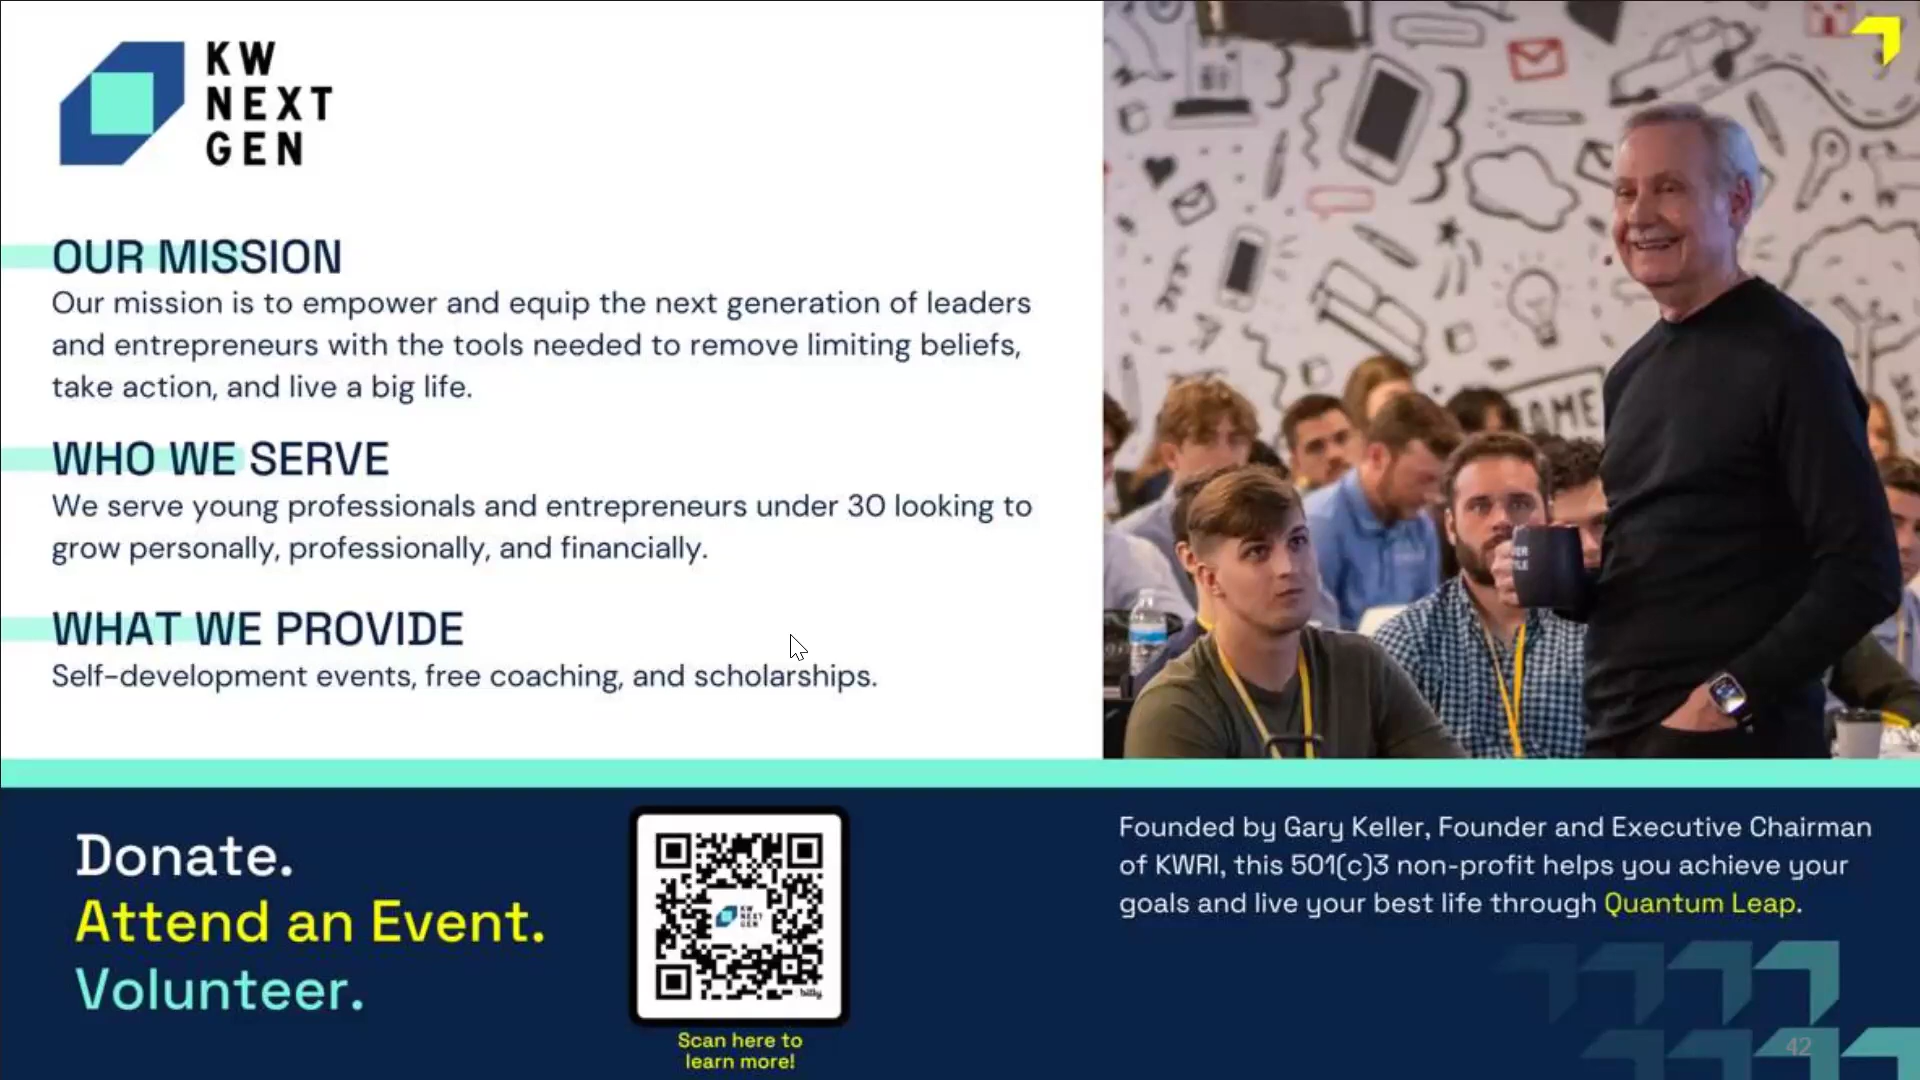 KW
NEXT
GEN
OUR MISSION
Our mission is to empower and equip the next generation of leaders
and entrepreneurs with the tools needed to remove limiting beliefs,
take action, and live a big life.
WHO WE SERVE
We serve young professionals and entrepreneurs under 30 looking to
grow personally, professionally, and financially.
WHAT WE PROVIDE
Self-development events, free coaching, and scholarships.
Donate.
Attend an Event.
Volunteer.
KW
NEXT
GEN
bitly
Scan here to
learn more!
Founded by Gary Keller, Founder and Executive Chairman
of KWRI, this 501(c)3 non-profit helps you achieve your
goals and live your best life through Quantum Leap.
42